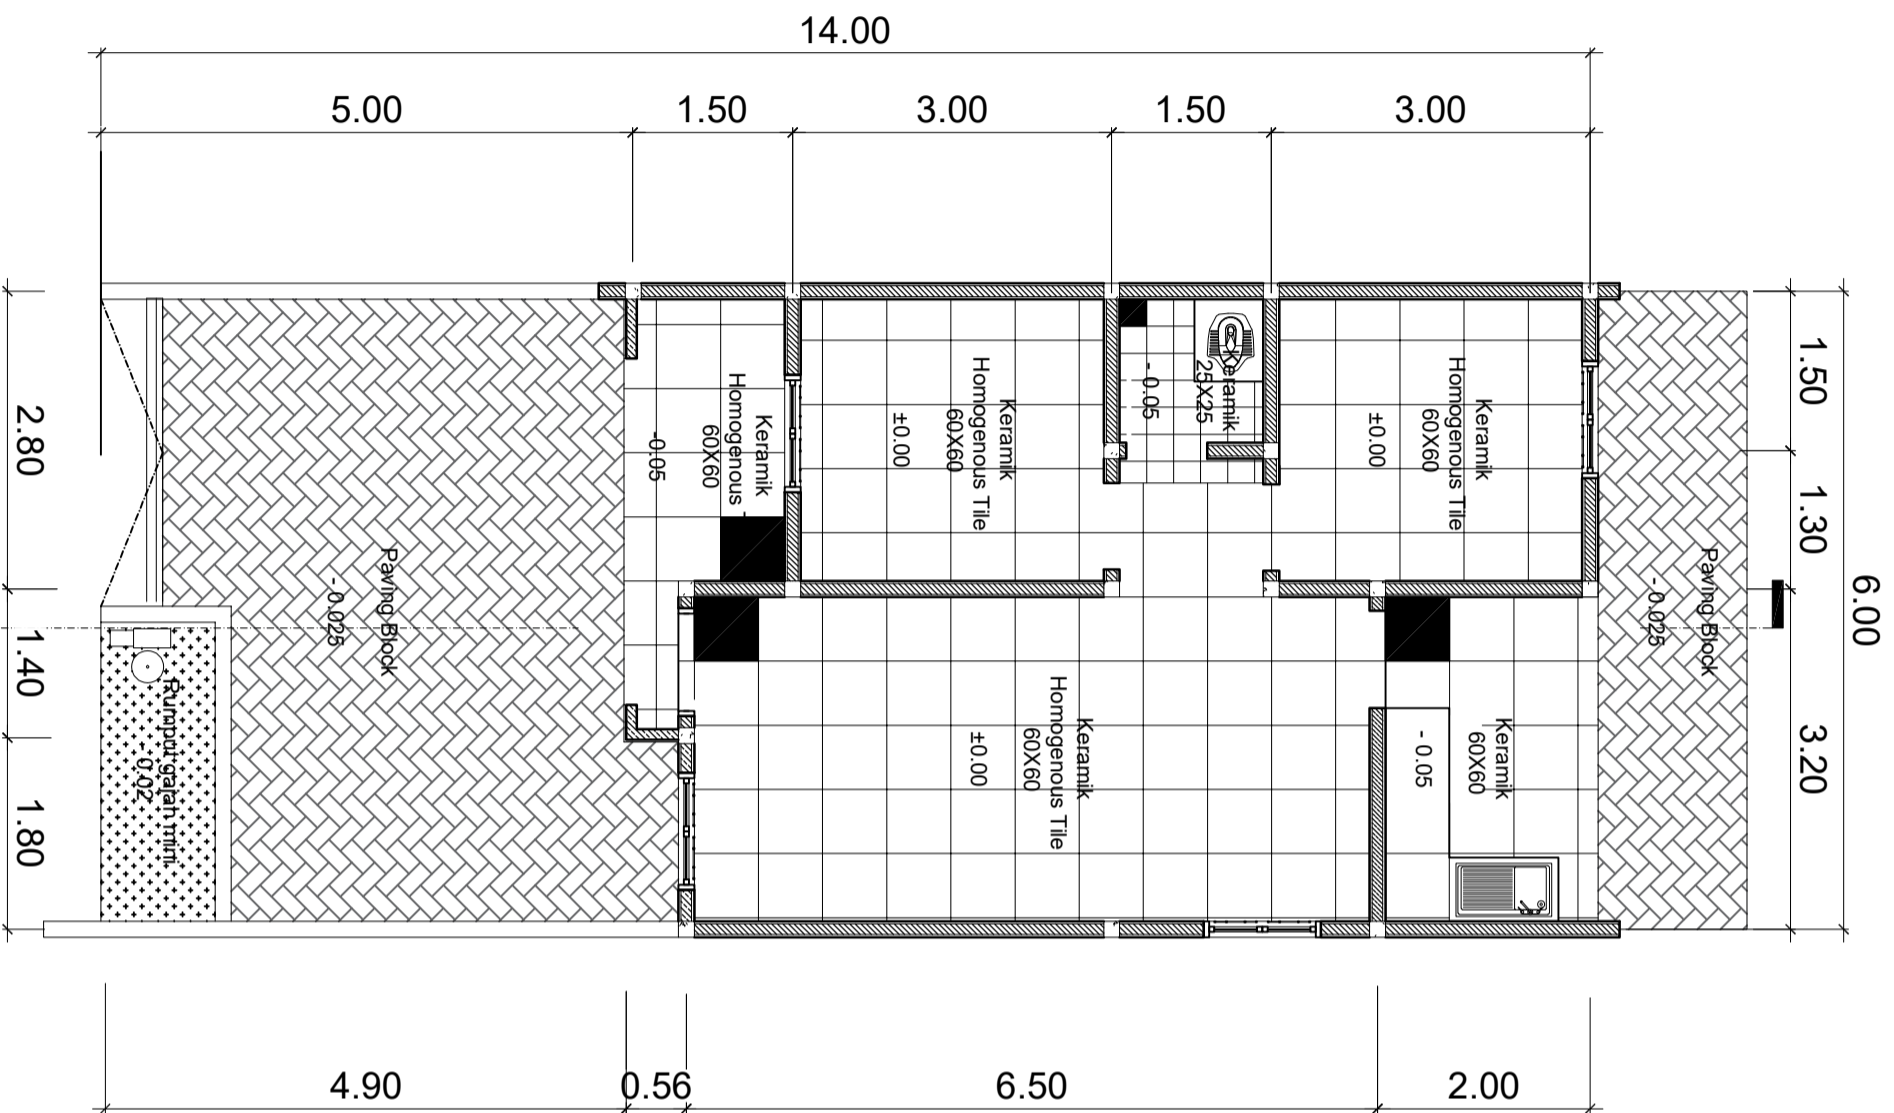 14.00
5.00
1.50
3.00
1.50
3.00
2.80
1.40
1.80
Paving Block
- 0.025
Rumput gajah mini
- 0.02
Keramik
Homogenous -
60X60
-0.05
Keramik
Homogenous Tile
60X60
±0.00
Keramik
25X25
- 0.05
Keramik
Homogenous Tile
60X60
±0.00
Keramik
Homogenous Tile
60X60
±0.00
Keramik
60X60
- 0.05
Paving Block
- 0.025
1.50
1.30
3.20
6.00
4.90
0.56
6.50
2.00